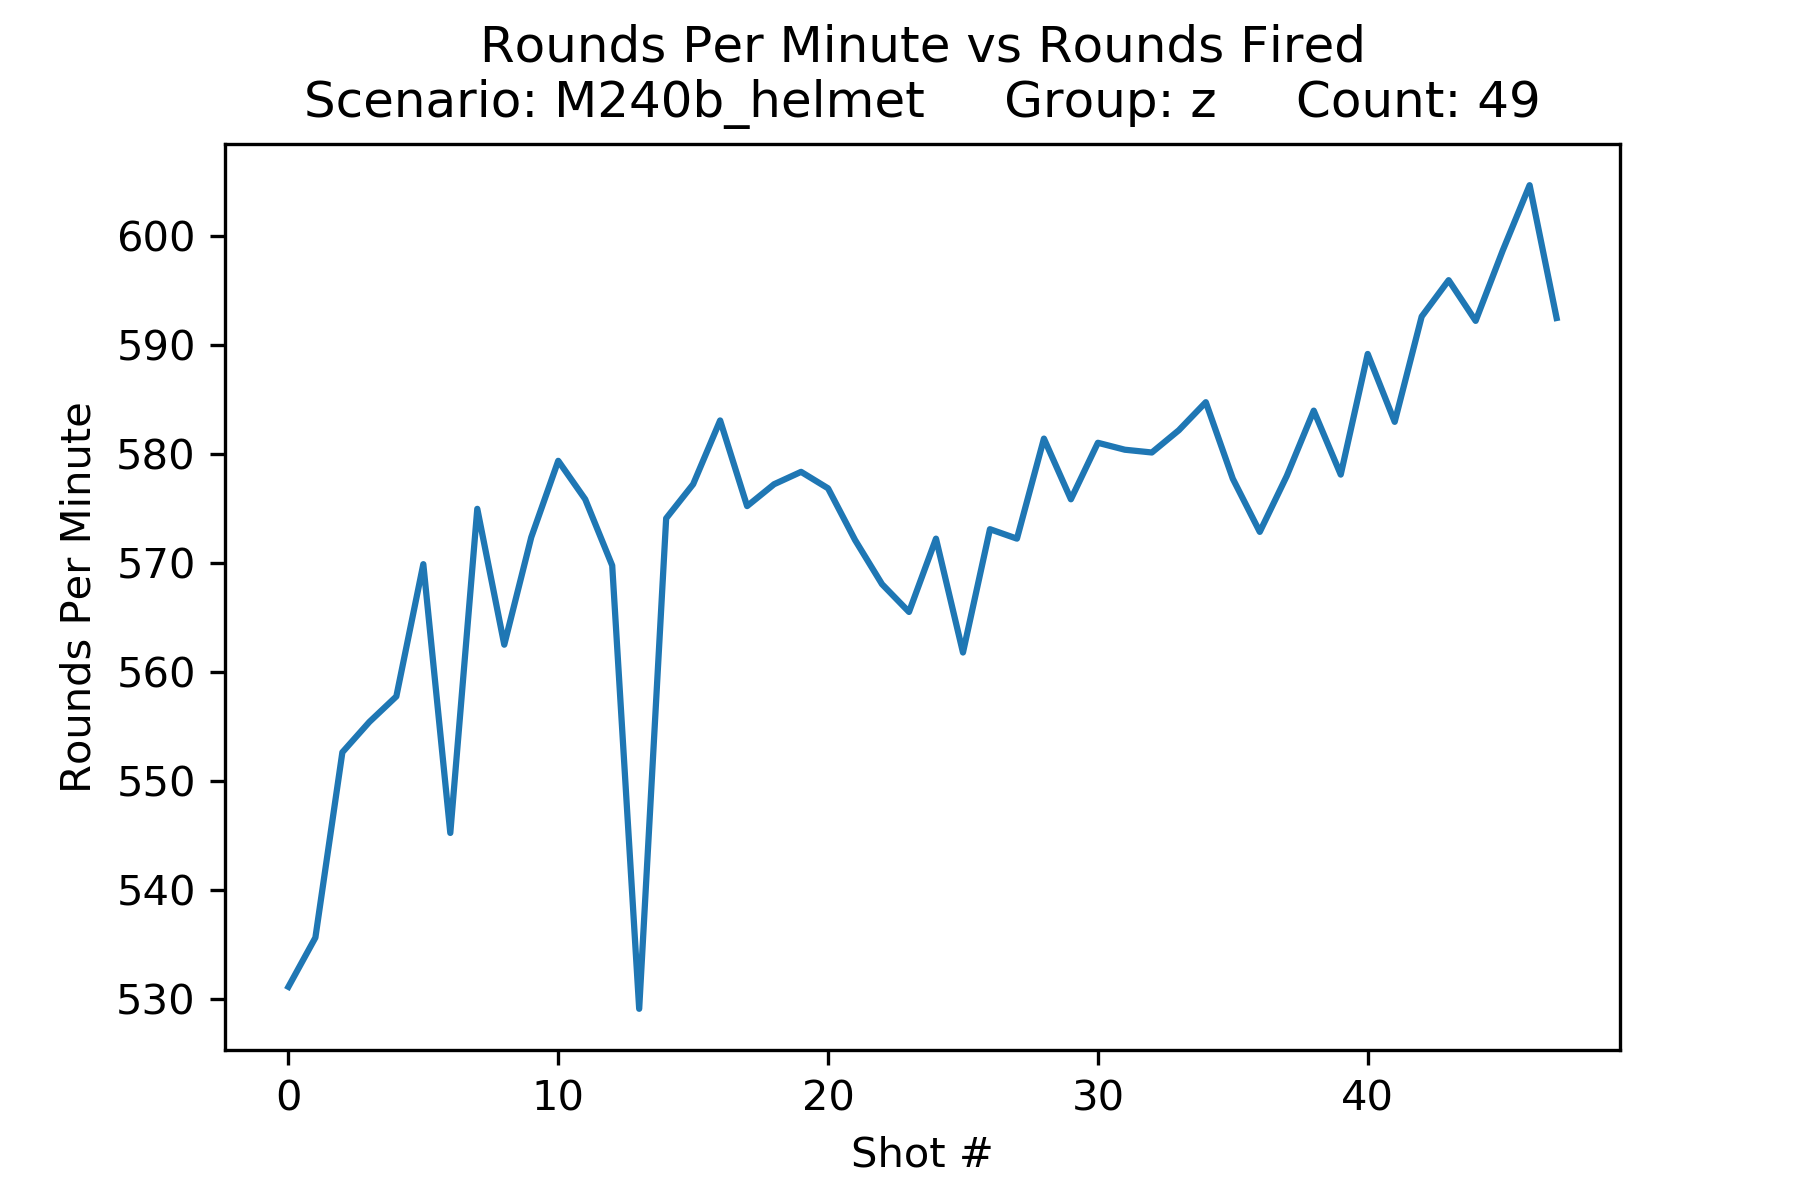 Rounds Per Minute vs Rounds Fired
Scenario: M240b_helmet     Group: z     Count: 49
600
590
580
570
560
550
540
530
Rounds Per Minute
0 10 20 30 40
Shot #